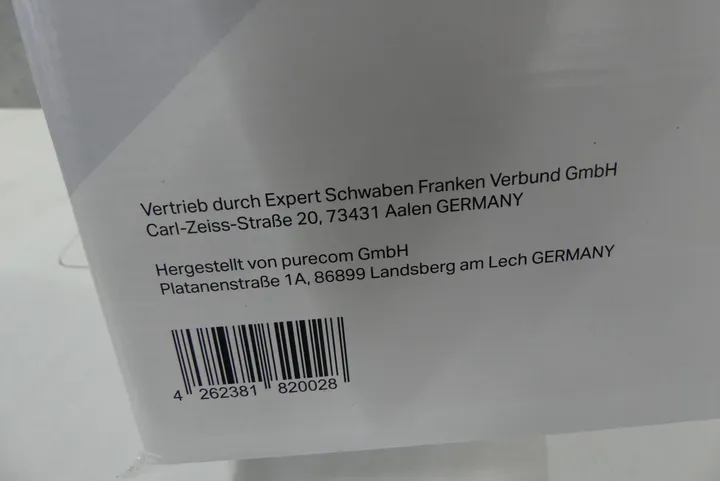 Vertrieb durch Expert Schwaben Franken Verbund GmbH
Carl-Zeiss-Straße 20, 73431 Aalen GERMANY
Hergestellt von purecom GmbH
Platanenstraße 1A, 86899 Landsberg am Lech GERMANY
4 262381 820028